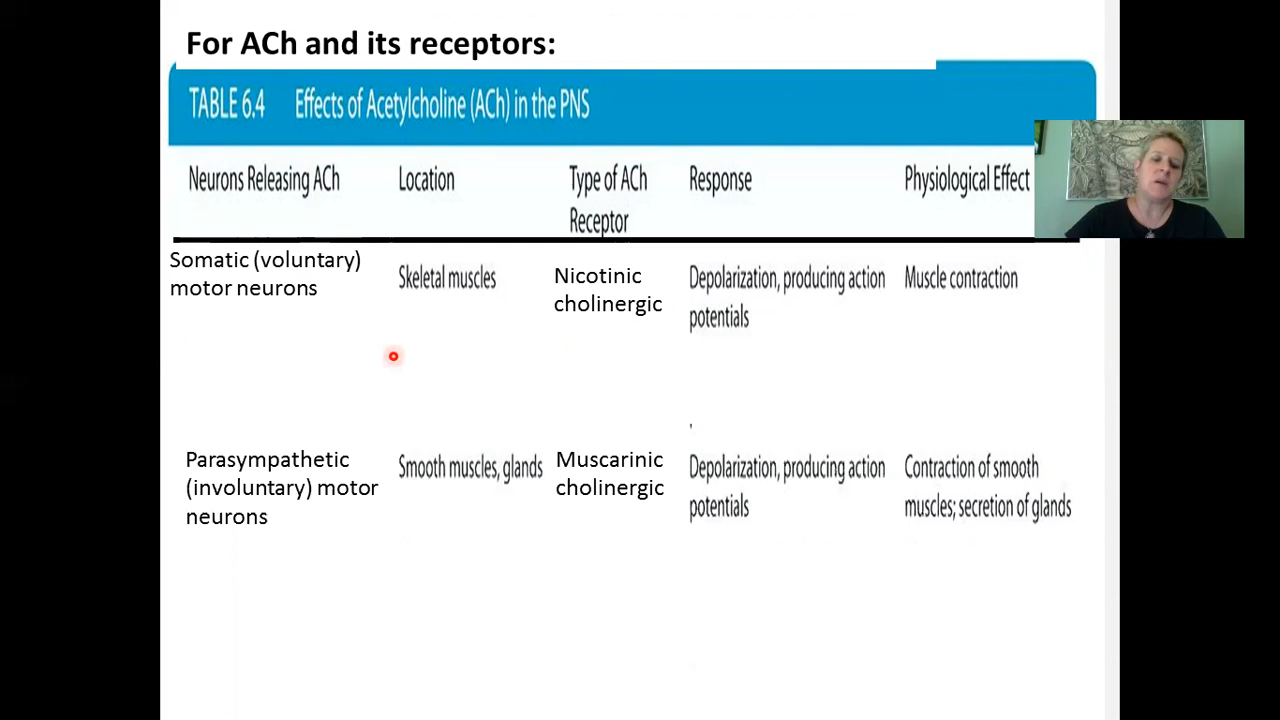 For ACh and its receptors:
TABLE 6.4 Effects of Acetylcholine (ACh) in the PNS
Neurons Releasing ACh Location Type of ACh Response Physiological Effect
Receptor
Somatic (voluntary) Skeletal muscles Nicotinic Depolarization, producing action Muscle contraction
motor neurons cholinergic potentials
Parasympathetic Smooth muscles, glands Muscarinic Depolarization, producing action Contraction of smooth
(involuntary) motor cholinergic potentials muscles; secretion of glands
neurons